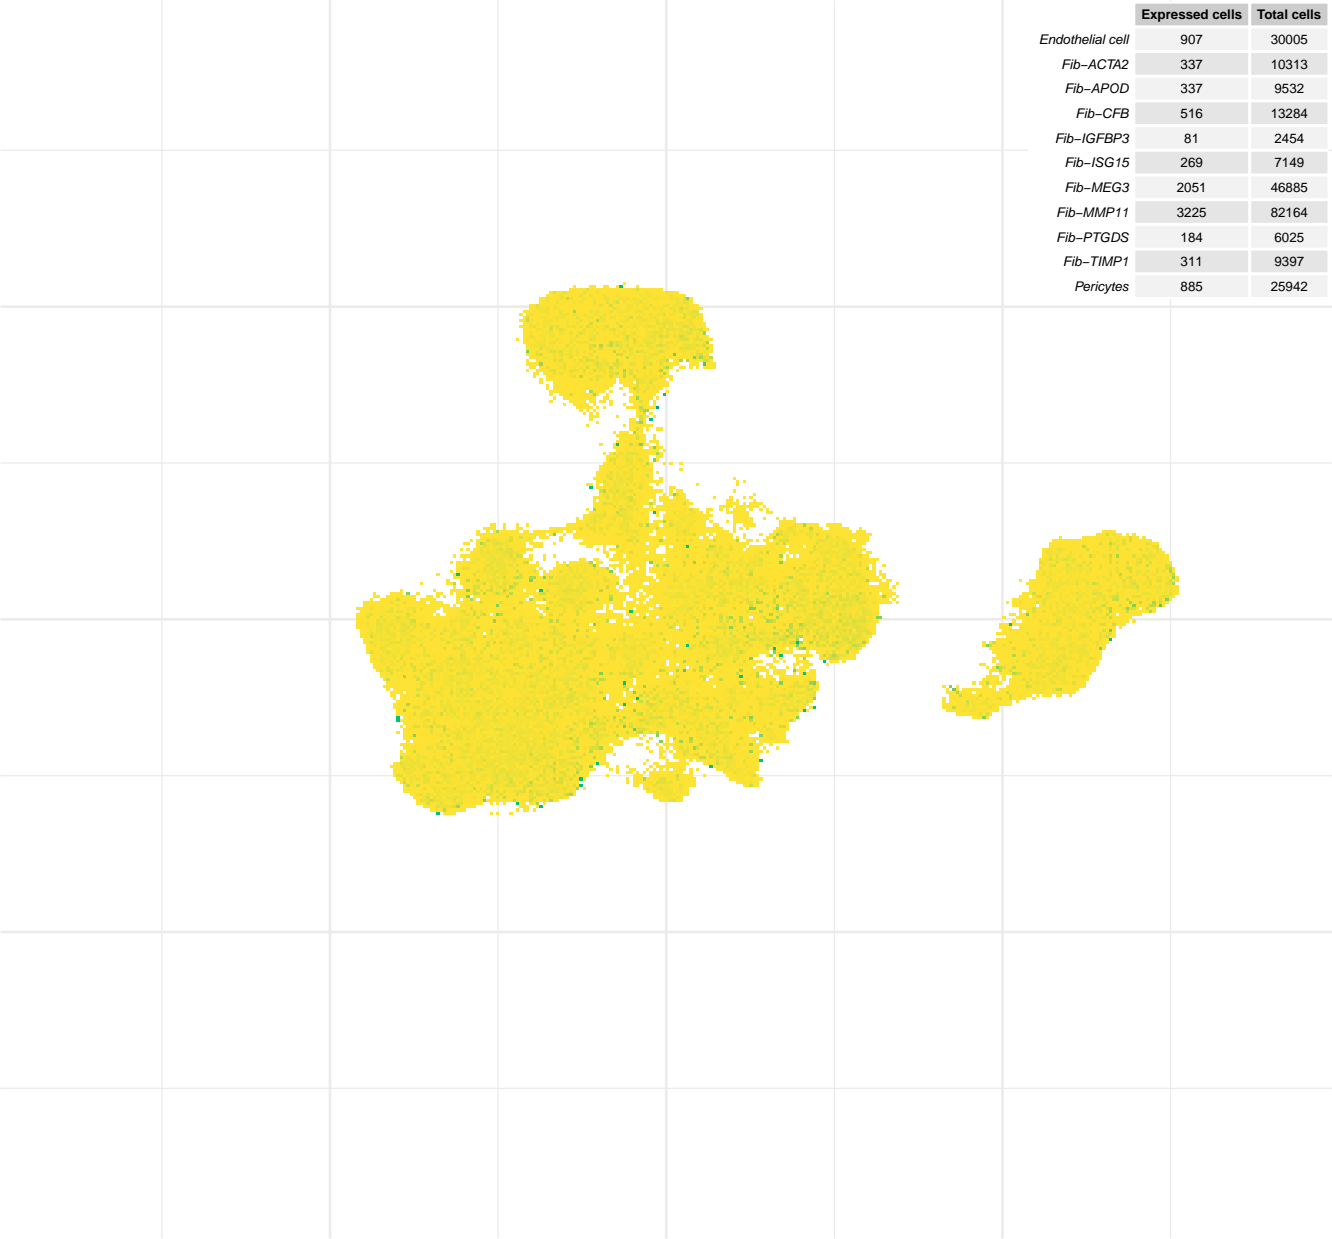 Expressed cells Total cells
Endothelial cell 907 30005
Fib−ACTA2 337 10313
Fib−APOD 337 9532
Fib−CFB 516 13284
Fib−IGFBP3 81 2454
Fib−ISG15 269 7149
Fib−MEG3 2051 46885
Fib−MMP11 3225 82164
Fib−PTGDS 184 6025
Fib−TIMP1 311 9397
Pericytes 885 25942